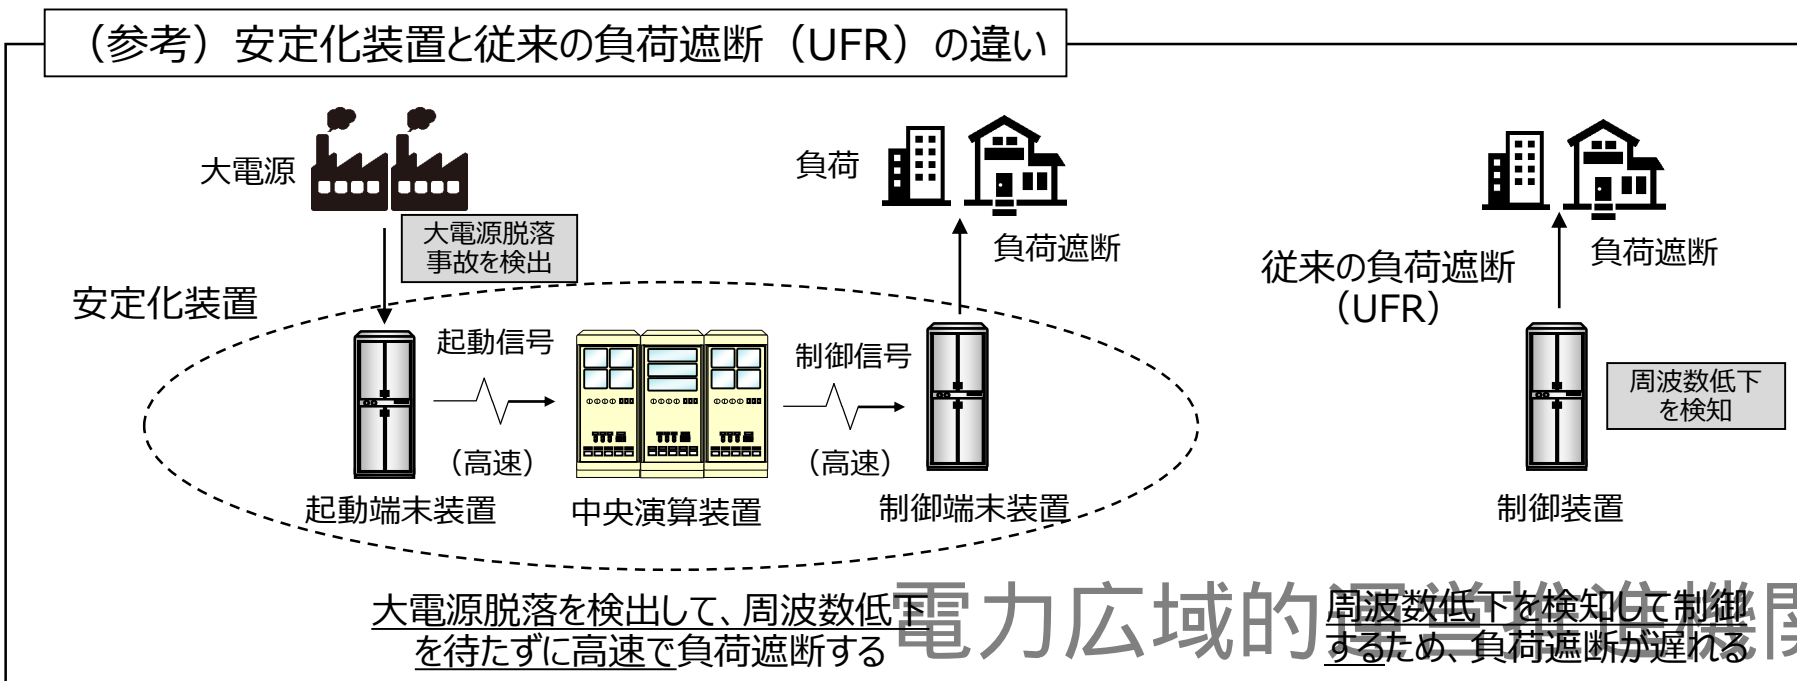 （参考）安定化装置と従来の負荷遮断（UFR）の違い
大電源
大電源脱落
事故を検出
負荷
負荷遮断
安定化装置
起動信号
（高速）
制御信号
（高速）
起動端末装置
中央演算装置
制御端末装置
大電源脱落を検出して、周波数低下
を待たずに高速で負荷遮断する
従来の負荷遮断
（UFR）
負荷遮断
周波数低下
を検知
制御装置
周波数低下を検知して制御
するため、負荷遮断が遅れる
電力広域的運営推進機関